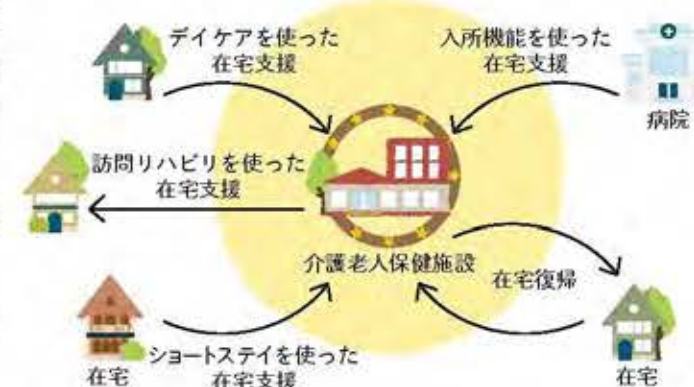 デイケアを使った
在宅支援
入所機能を使った
在宅支援
病院
訪問リハビリを使った
在宅支援
介護老人保健施設
在宅復帰
在宅
ショートステイを使った
在宅支援
在宅